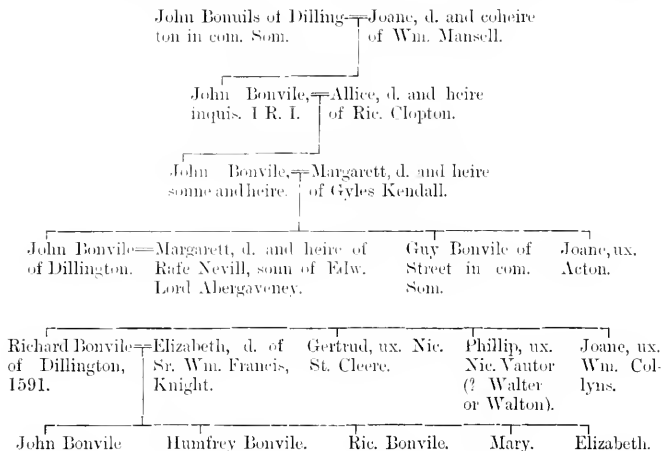 John Bonuils of Dilling-=Joane, d. and coheire
ton in com. Som. of Wm. Mansell.
John Bonvile,=Allice, d. and heire
inquis. 1 R. I. of Ric. Clopton.
John Bonvile,=Margarett, d. and heire
sonne and heire. of Gyles Kendall.
John Bonvile=Margarett, d. and heire of Guy Bonvile of Joane, ux.
of Dillington. Rafe Nevill, sonn of Edw. Street in com. Acton.
Lord Abergaveney. Som.
Richard Bonvile=Elizabeth, d. of Gertrud, ux. Nic. Phillip, ux. Joane, ux.
of Dillington, Sr. Wm. Francis, St. Cleere. Nic. Vautor Wm. Col-
1591. Knight. (? Walter lyns.
or Walton).
John Bonvile Humfrey Bonvile. Ric. Bonvile. Mary. Elizabeth.